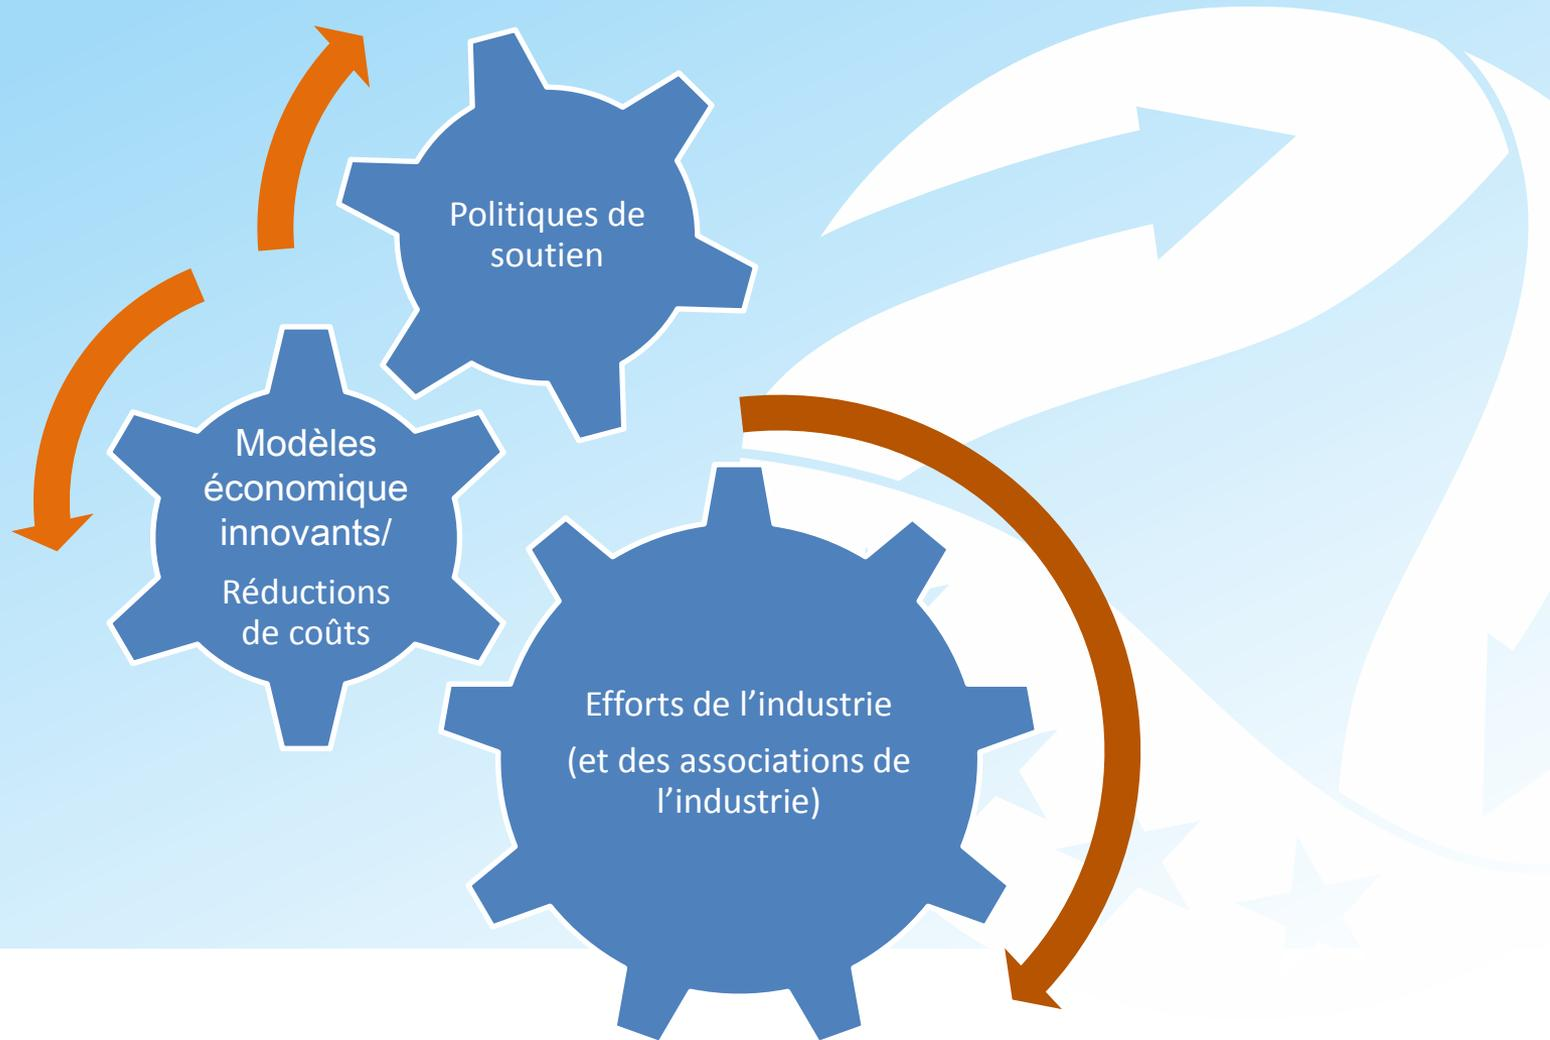 Politiques de
soutien
Modèles
économique
innovants/
Réductions
de coûts
Efforts de l’industrie
(et des associations de
l’industrie)